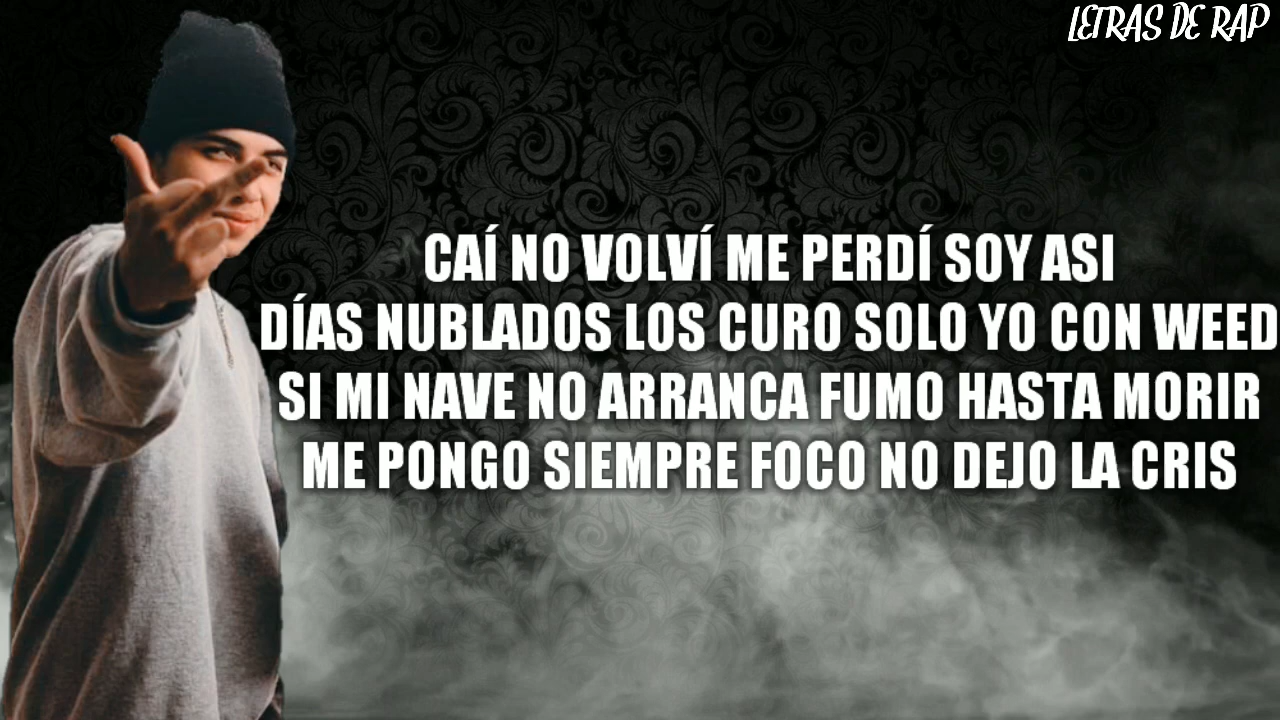 LETRAS DE RAP
CAÍ NO VOLVÍ ME PERDÍ SOY ASI
DÍAS NUBLADOS LOS CURO SOLO YO CON WEED
SI MI NAVE NO ARRANCA FUMO HASTA MORIR
ME PONGO SIEMPRE FOCO NO DEJO LA CRIS